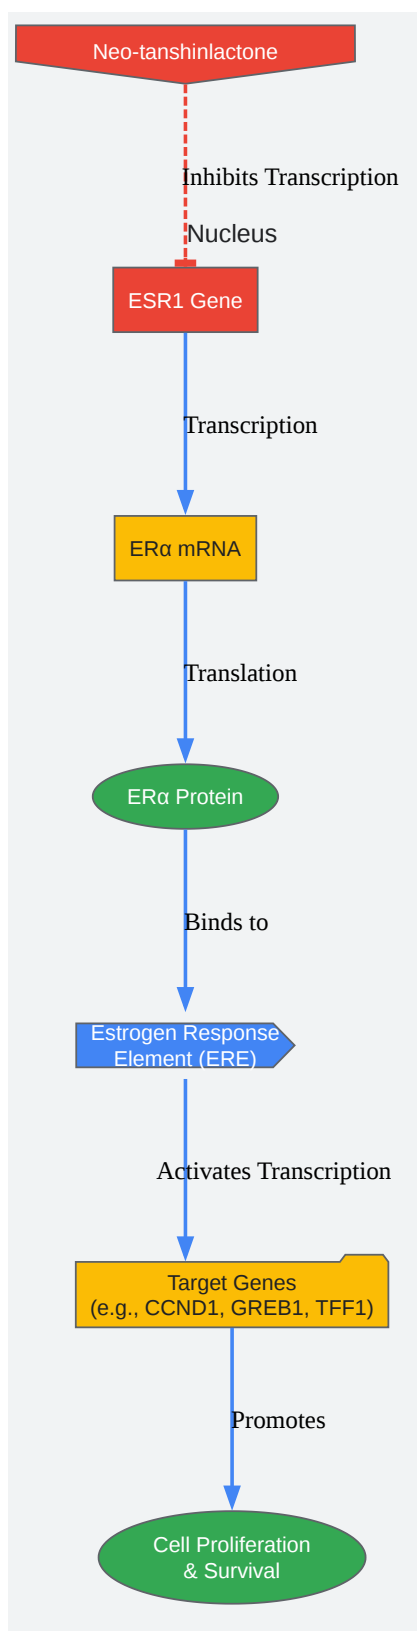 Neo-tanshinlactone
Inhibits Transcription
Nucleus
ESR1 Gene
Transcription
ERα mRNA
Translation
ERα Protein
Binds to
Estrogen Response
Element (ERE)
Activates Transcription
Target Genes
(e.g., CCND1, GREB1, TFF1)
Promotes
Cell Proliferation
& Survival